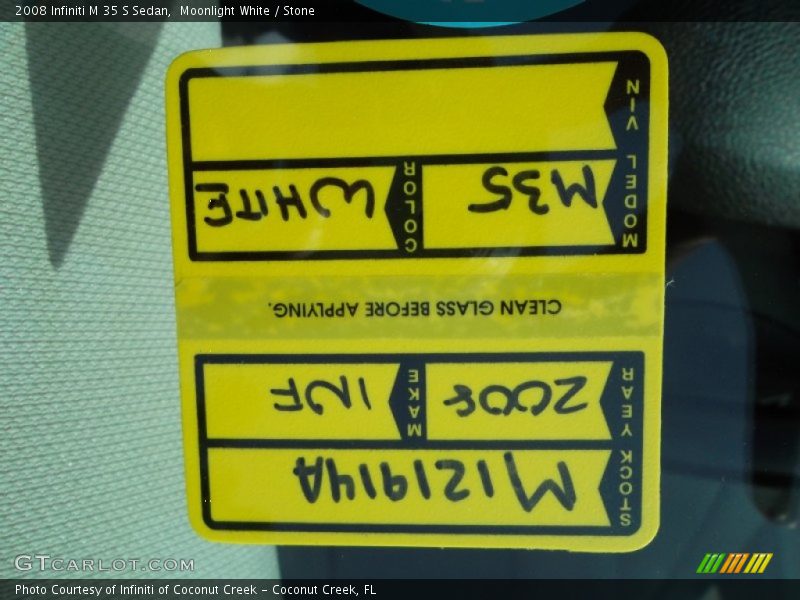 2008 Infiniti M 35 S Sedan, Moonlight White / Stone
STOCK M121914A
YEAR 2008 MAKE INF
CLEAN GLASS BEFORE APPLYING.
MODEL M35 COLOR WHITE
VIN
GTCARLOT.COM
Photo Courtesy of Infiniti of Coconut Creek – Coconut Creek, FL